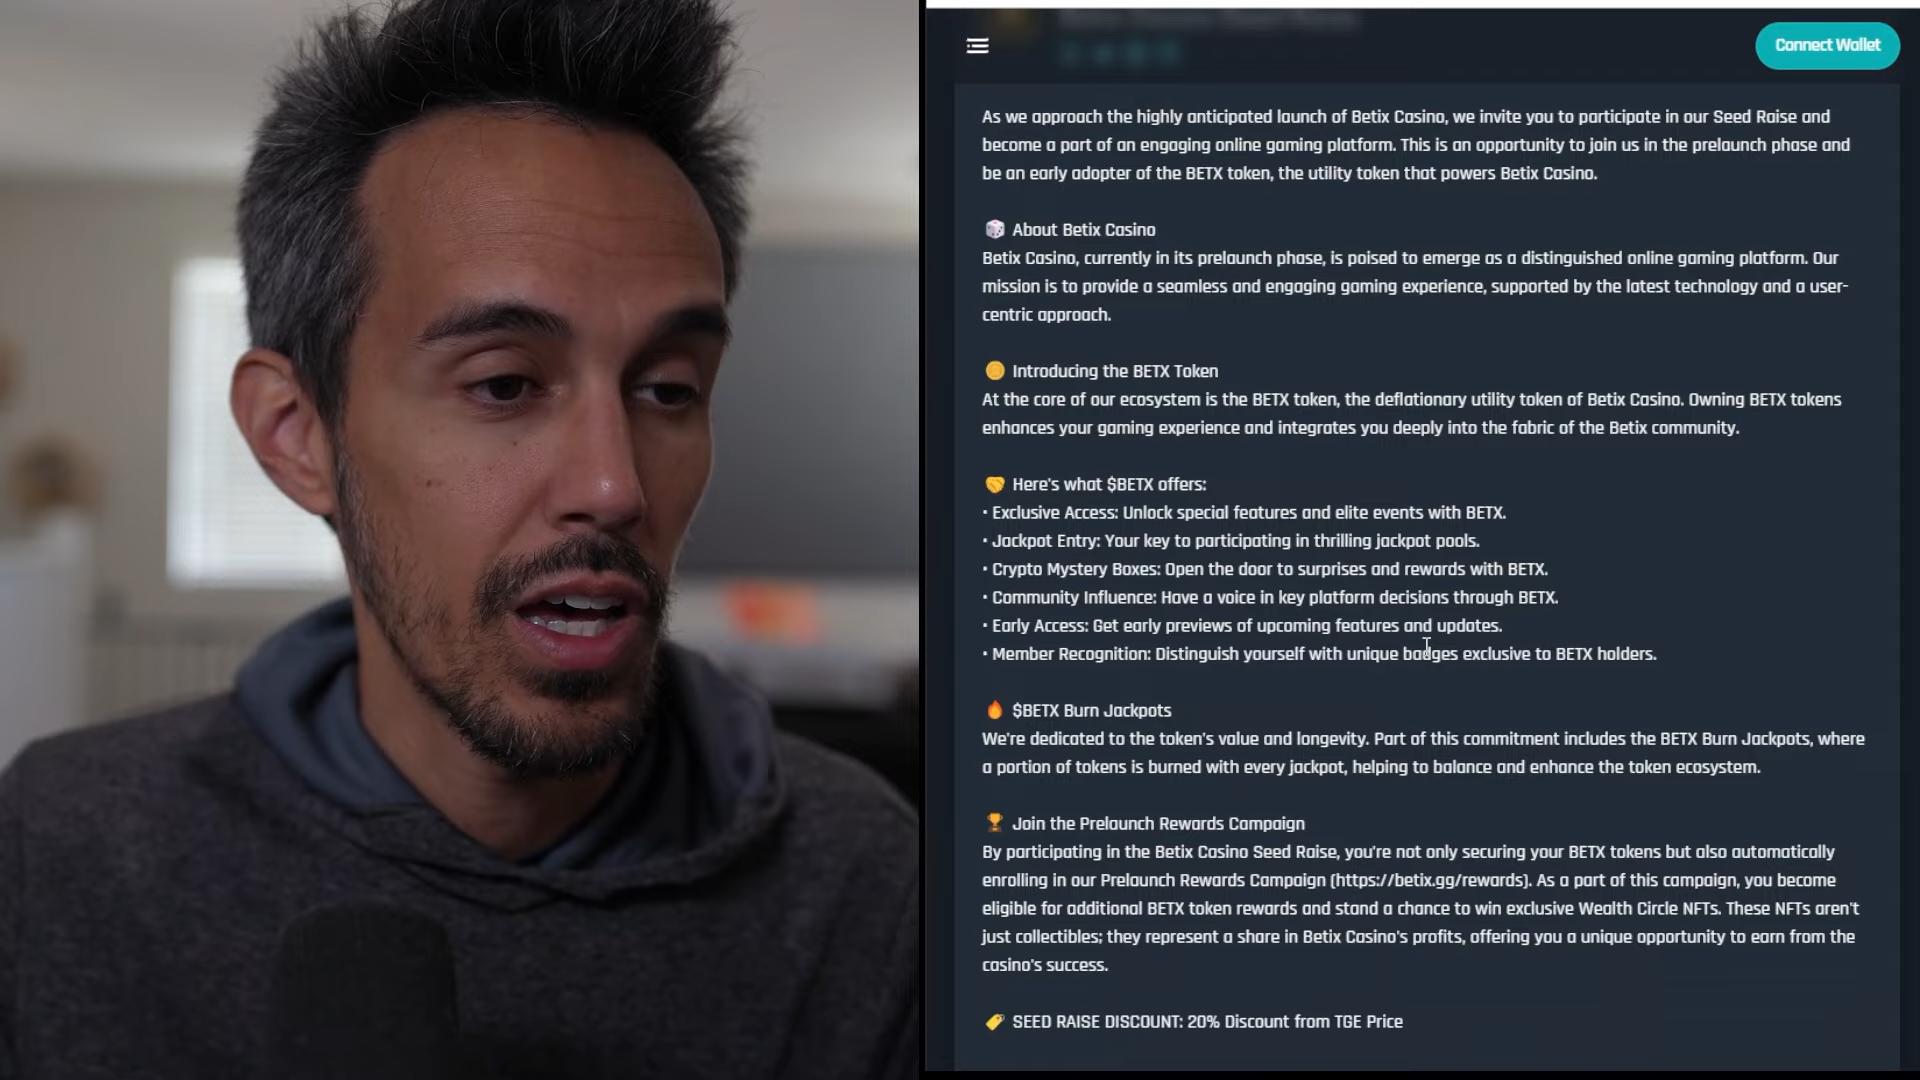 Connect Wallet
As we approach the highly anticipated launch of Betix Casino, we invite you to participate in our Seed Raise and
become a part of an engaging online gaming platform. This is an opportunity to join us in the prelaunch phase and
be an early adopter of the BETX token, the utility token that powers Betix Casino.
🎲 About Betix Casino
Betix Casino, currently in its prelaunch phase, is poised to emerge as a distinguished online gaming platform. Our
mission is to provide a seamless and engaging gaming experience, supported by the latest technology and a user-
centric approach.
🪙 Introducing the BETX Token
At the core of our ecosystem is the BETX token, the deflationary utility token of Betix Casino. Owning BETX tokens
enhances your gaming experience and integrates you deeply into the fabric of the Betix community.
🤝 Here's what $BETX offers:
• Exclusive Access: Unlock special features and elite events with BETX.
• Jackpot Entry: Your key to participating in thrilling jackpot pools.
• Crypto Mystery Boxes: Open the door to surprises and rewards with BETX.
• Community Influence: Have a voice in key platform decisions through BETX.
• Early Access: Get early previews of upcoming features and updates.
• Member Recognition: Distinguish yourself with unique badges exclusive to BETX holders.
🔥 $BETX Burn Jackpots
We're dedicated to the token's value and longevity. Part of this commitment includes the BETX Burn Jackpots, where
a portion of tokens is burned with every jackpot, helping to balance and enhance the token ecosystem.
🏆 Join the Prelaunch Rewards Campaign
By participating in the Betix Casino Seed Raise, you're not only securing your BETX tokens but also automatically
enrolling in our Prelaunch Rewards Campaign (https://betix.gg/rewards). As a part of this campaign, you become
eligible for additional BETX token rewards and stand a chance to win exclusive Wealth Circle NFTs. These NFTs aren't
just collectibles; they represent a share in Betix Casino's profits, offering you a unique opportunity to earn from the
casino's success.
🏷️ SEED RAISE DISCOUNT: 20% Discount from TGE Price